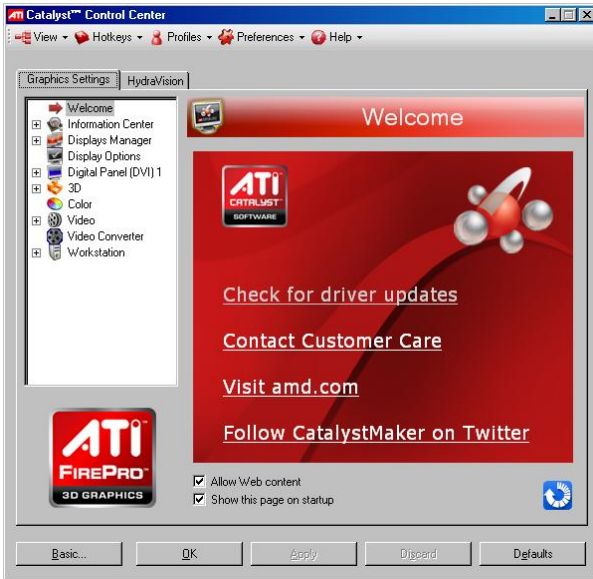 ATI Catalyst™ Control Center
View Hotkeys Profiles Preferences Help
Graphics Settings HydraVision
Welcome
Information Center
Displays Manager
Display Options
Digital Panel (DVI) 1
3D
Color
Video
Video Converter
Workstation
Welcome
ATI
CATALYST™
SOFTWARE
Check for driver updates
Contact Customer Care
Visit amd.com
Follow CatalystMaker on Twitter
ATI
FIREPRO™
3D GRAPHICS
Allow Web content
Show this page on startup
Basic... OK Apply Discard Defaults